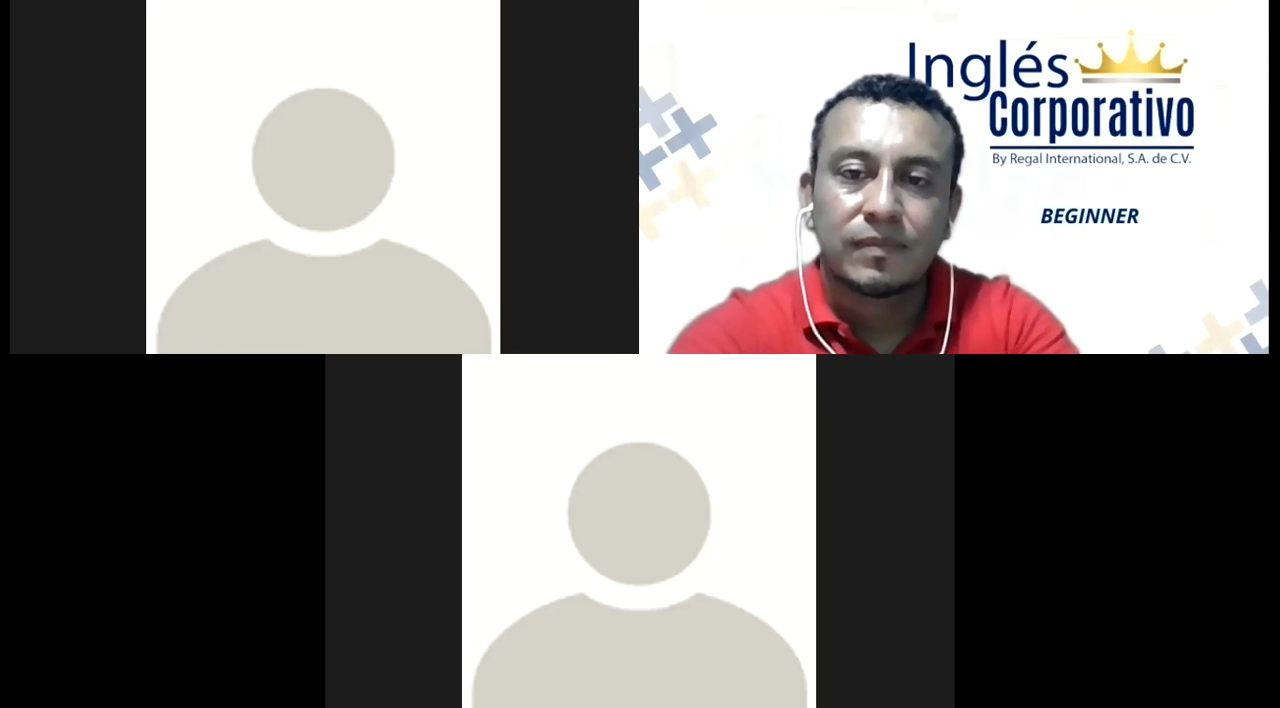 Inglés
Corporativo
By Regal International, S.A. de C.V.
BEGINNER